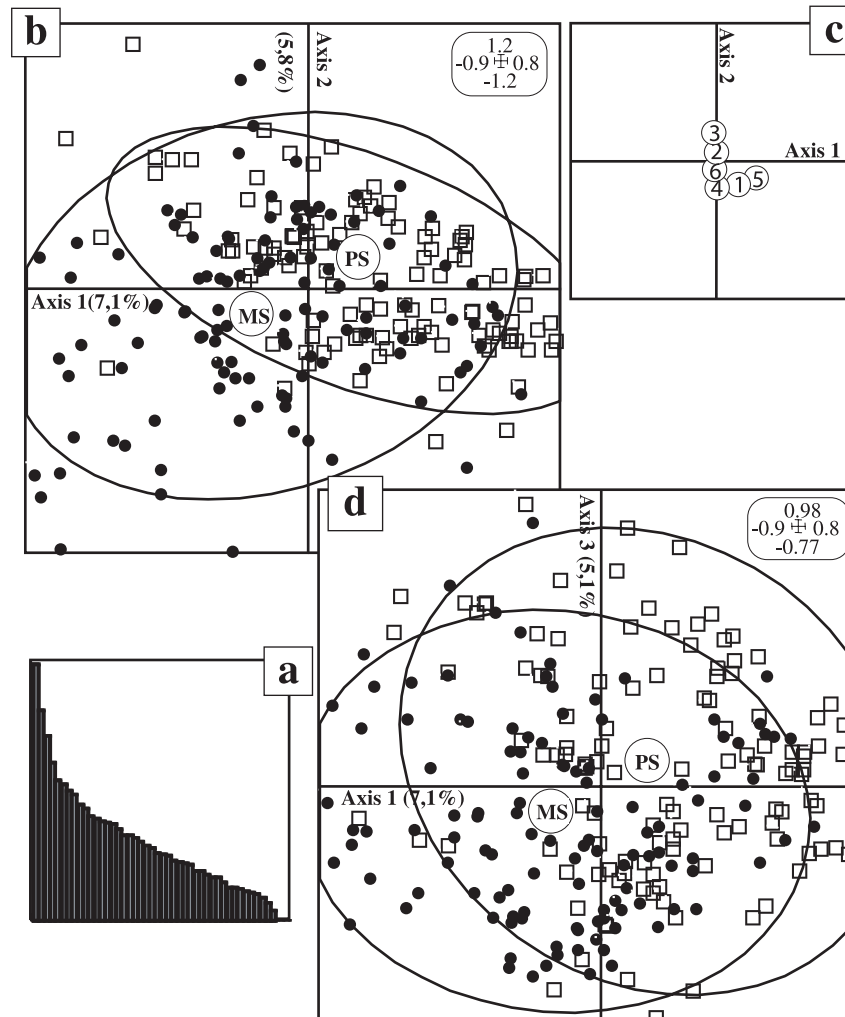 b
(5,8%)
Axis 2
1.2
-0.9 0.8
-1.2
PS
Axis 1(7,1%)
MS
c
Axis 2
3
2
Axis 1
6
4 1 5
d
Axis 3 (5,1%)
0.98
-0.9 0.8
-0.77
PS
Axis 1 (7,1%)
MS
a